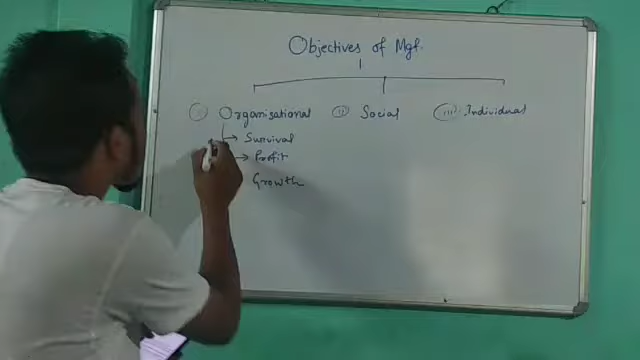 Objectives of Mgt.
(i) Organisational (ii) Social (iii) Individual
→ Survival
→ Profit
Growth